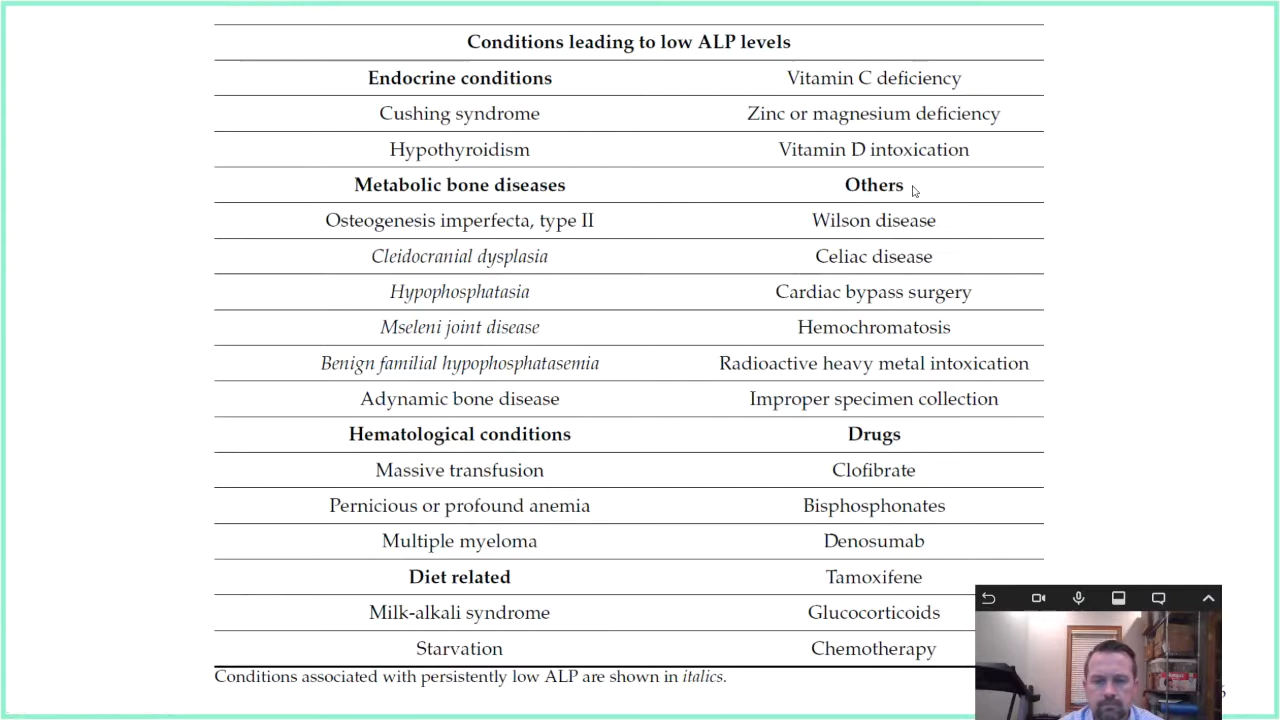 Conditions leading to low ALP levels
Endocrine conditions
Vitamin C deficiency
Cushing syndrome
Zinc or magnesium deficiency
Hypothyroidism
Vitamin D intoxication
Metabolic bone diseases
Others
Osteogenesis imperfecta, type II
Wilson disease
Cleidocranial dysplasia
Celiac disease
Hypophosphatasia
Cardiac bypass surgery
Mseleni joint disease
Hemochromatosis
Benign familial hypophosphatasemia
Radioactive heavy metal intoxication
Adynamic bone disease
Improper specimen collection
Hematological conditions
Drugs
Massive transfusion
Clofibrate
Pernicious or profound anemia
Bisphosphonates
Multiple myeloma
Denosumab
Diet related
Tamoxifene
Milk-alkali syndrome
Glucocorticoids
Starvation
Chemotherapy
Conditions associated with persistently low ALP are shown in italics.